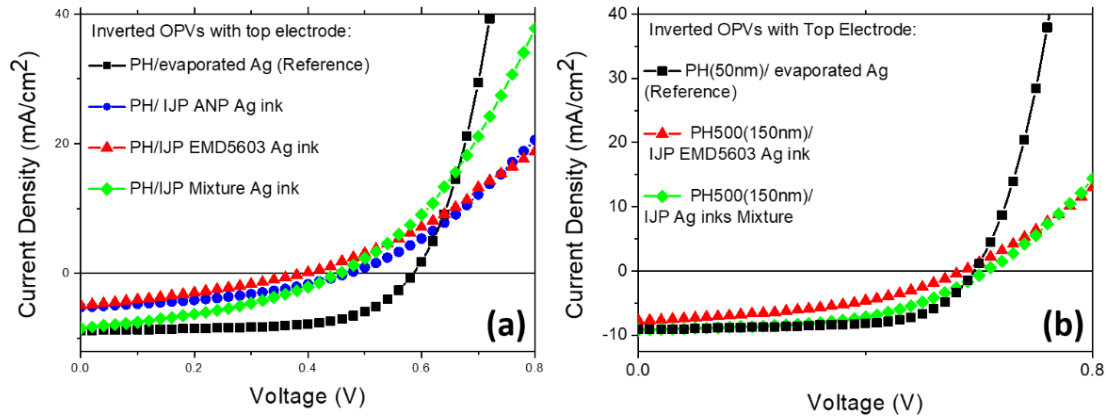 Inverted OPVs with top electrode:
PH/evaporated Ag (Reference)
PH/ IJP ANP Ag ink
PH/IJP EMD5603 Ag ink
PH/IJP Mixture Ag ink
(a)
Current Density (mA/cm²)
40
20
0
0.0
0.2
0.4
0.6
0.8
Voltage (V)
Inverted OPVs with Top Electrode:
PH(50nm)/ evaporated Ag
(Reference)
PH500(150nm)/
IJP EMD5603 Ag ink
PH500(150nm)/
IJP Ag inks Mixture
(b)
Current Density (mA/cm²)
40
30
20
10
0
-10
0.0
0.8
Voltage (V)